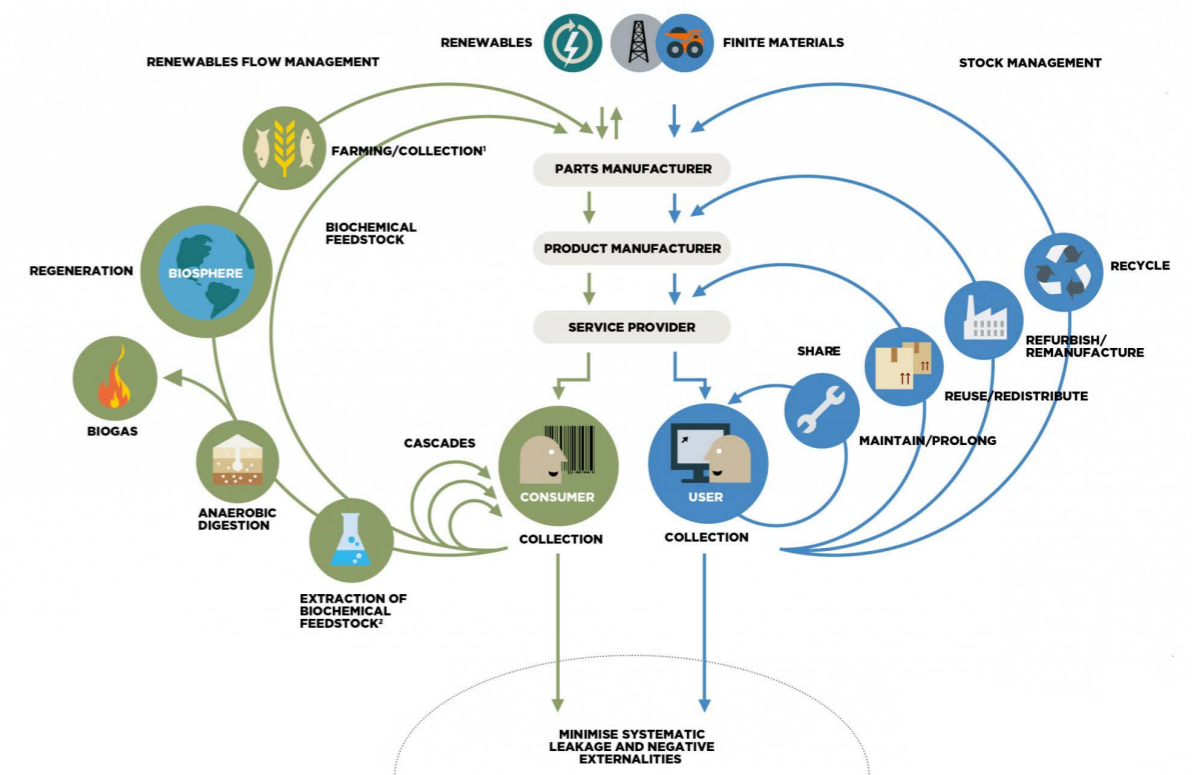 RENEWABLES
FINITE MATERIALS
RENEWABLES FLOW MANAGEMENT
STOCK MANAGEMENT
FARMING/COLLECTION¹
PARTS MANUFACTURER
BIOCHEMICAL
FEEDSTOCK
PRODUCT MANUFACTURER
REGENERATION
BIOSPHERE
RECYCLE
SERVICE PROVIDER
SHARE
REFURBISH/
REMANUFACTURE
REUSE/REDISTRIBUTE
BIOGAS
CASCADES
MAINTAIN/PROLONG
CONSUMER
USER
ANAEROBIC
DIGESTION
COLLECTION
COLLECTION
EXTRACTION OF
BIOCHEMICAL
FEEDSTOCK²
MINIMISE SYSTEMATIC
LEAKAGE AND NEGATIVE
EXTERNALITIES